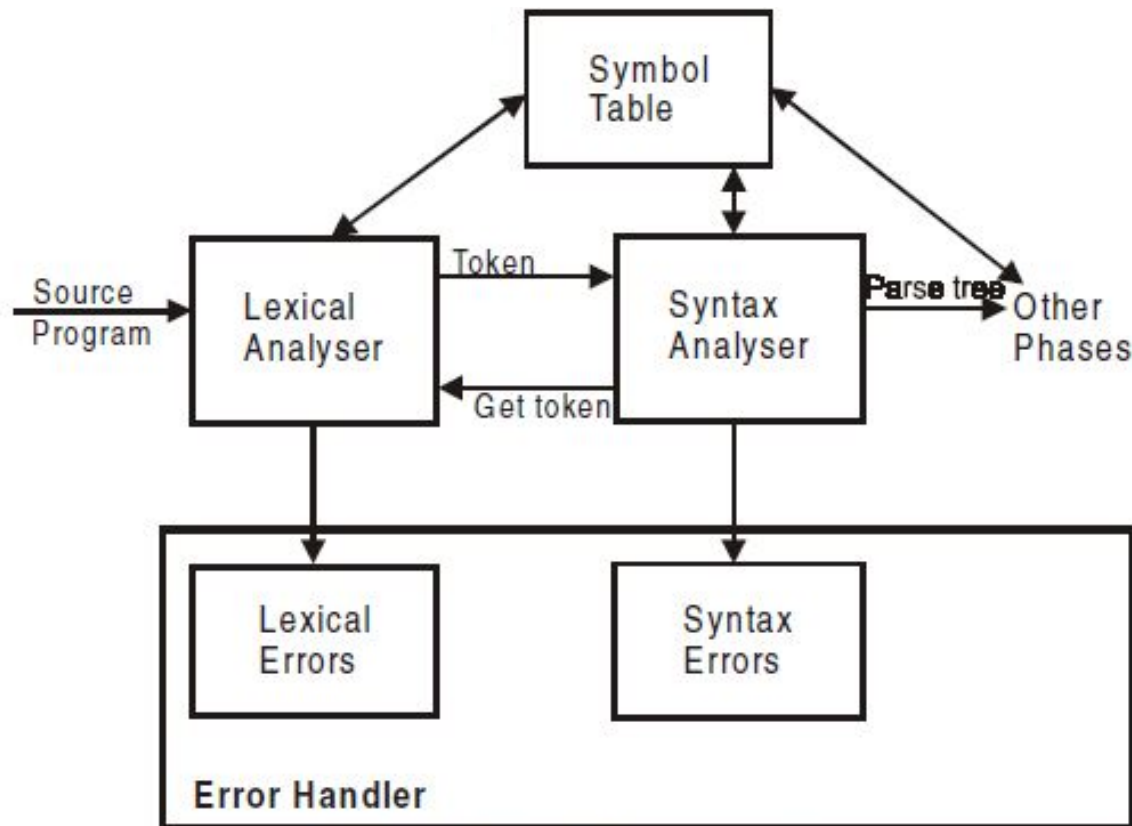 Symbol
Table
Source
Program
Lexical
Analyser
Token
Get token
Syntax
Analyser
Parse tree
Other
Phases
Lexical
Errors
Syntax
Errors
Error Handler